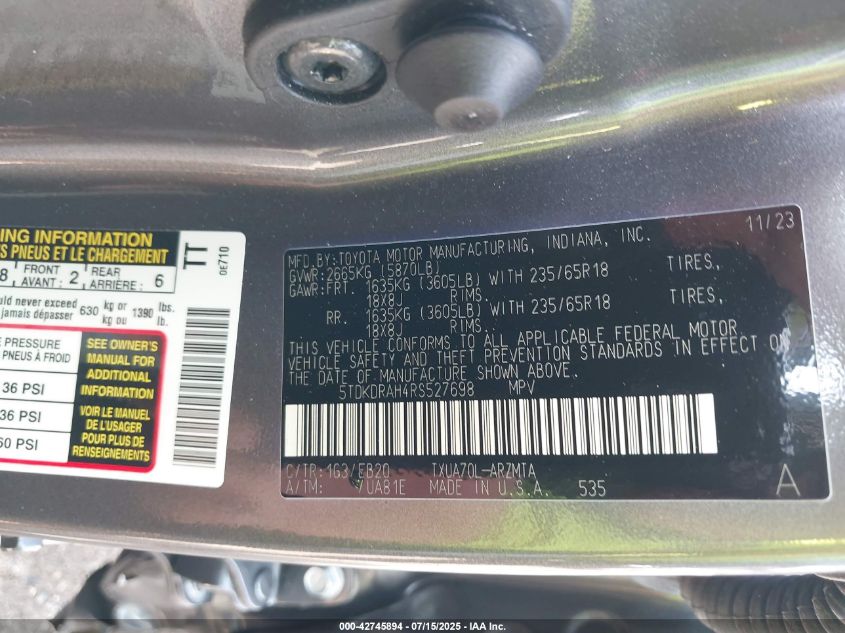 NG INFORMATION
S PNEUS ET LE CHARGEMENT
8 FRONT AVANT : 2 REAR ARRIÈRE : 6
ould never exceed 630 kg or 1390 lbs.
jamais dépasser kg ou lb.
E PRESSURE
PNEUS À FROID
36 PSI
36 PSI
60 PSI
SEE OWNER'S
MANUAL FOR
ADDITIONAL
INFORMATION
VOIR LE MANUEL
DE L'USAGER
POUR PLUS DE
RENSEIGNEMENTS
TT
0E710
11/23
MFD.BY:TOYOTA MOTOR MANUFACTURING, INDIANA, INC.
GVWR:2665KG (5870LB)
GAWR:FRT. 1635KG (3605LB) WITH 235/65R18 TIRES,
18X8J RIMS.
RR. 1635KG (3605LB) WITH 235/65R18 TIRES,
18X8J RIMS.
THIS VEHICLE CONFORMS TO ALL APPLICABLE FEDERAL MOTOR
VEHICLE SAFETY AND THEFT PREVENTION STANDARDS IN EFFECT ON
THE DATE OF MANUFACTURE SHOWN ABOVE.
5TDKDRAH4RS527698 MPV
C/TR:1G3/EB20 TXUA70L-ARZMTA
A/TM: /UA81E MADE IN U.S.A. 535
A
000-42745894 - 07/15/2025 - IAA Inc.